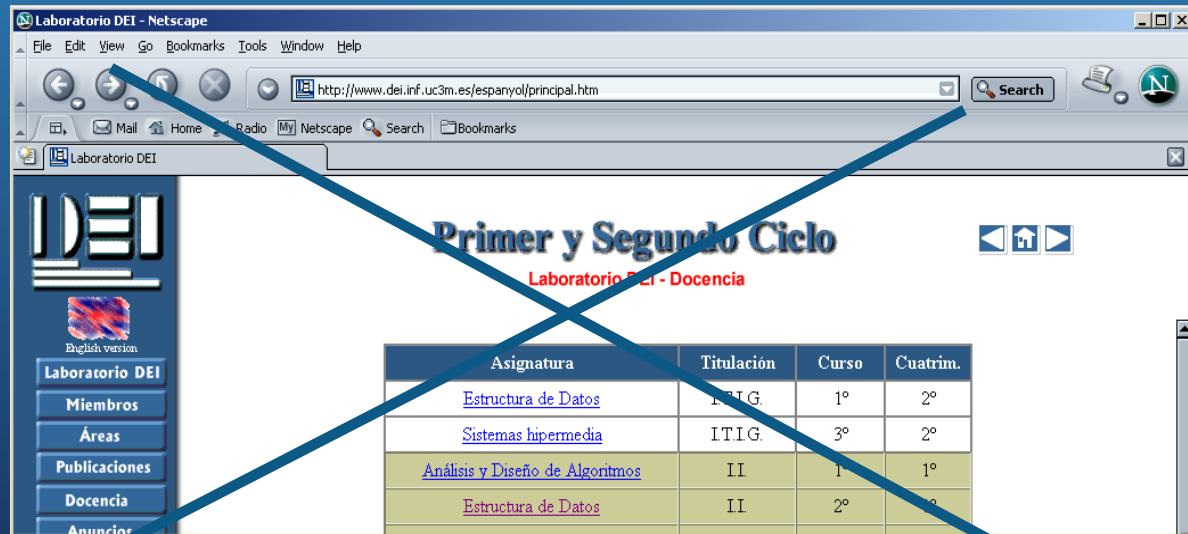 Laboratorio DEI - Netscape
File Edit View Go Bookmarks Tools Window Help
http://www.dei.inf.uc3m.es/espanyol/principal.htm Search N
Mail Home Radio My Netscape Search Bookmarks
Laboratorio DEI
DEI
Primer y Segundo Ciclo
Laboratorio DEI - Docencia
English version
Laboratorio DEI
Miembros
Áreas
Publicaciones
Docencia
Anuncios
Asignatura Titulación Curso Cuatrim.
Estructura de Datos I.T.I.G. 1º 2º
Sistemas hipermedia I.T.I.G. 3º 2º
Análisis y Diseño de Algoritmos I.I. 1º 1º
Estructura de Datos I.I. 2º